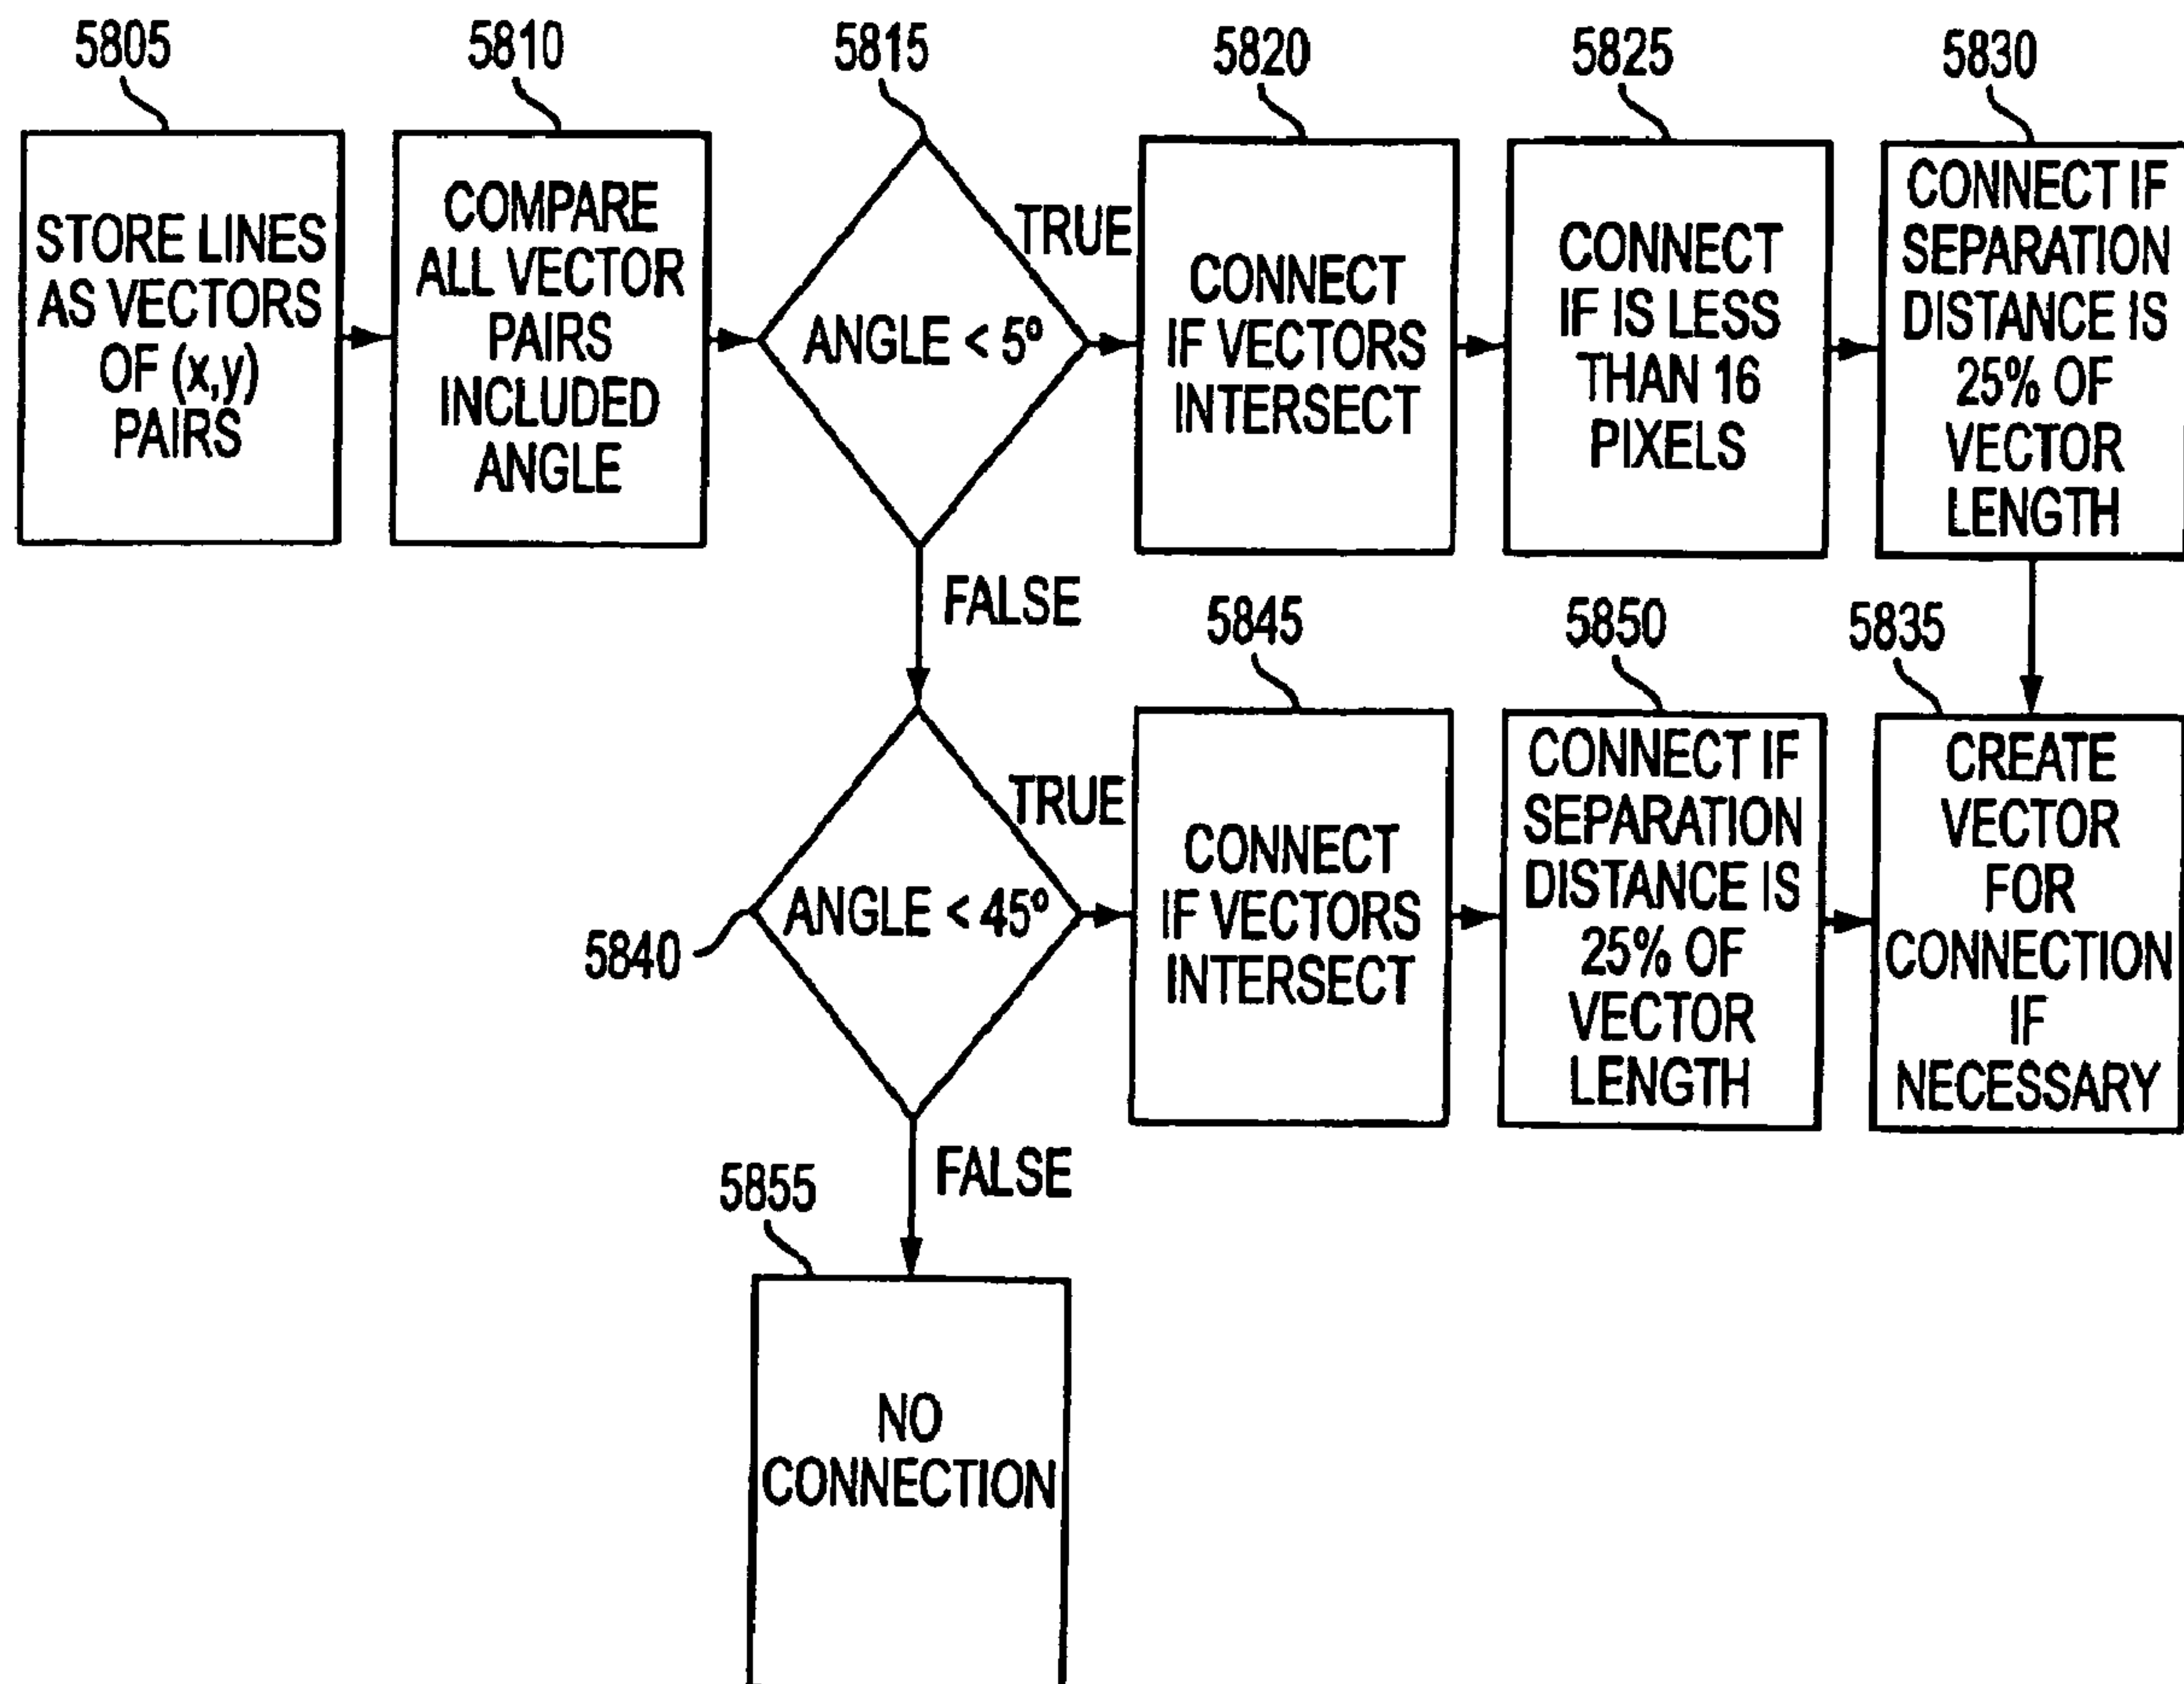 5805
STORE LINES
AS VECTORS
OF (x,y)
PAIRS
5810
COMPARE
ALL VECTOR
PAIRS
INCLUDED
ANGLE
5815
ANGLE < 5º
TRUE
FALSE
5820
CONNECT
IF VECTORS
INTERSECT
5825
CONNECT
IF IS LESS
THAN 16
PIXELS
5830
CONNECT IF
SEPARATION
DISTANCE IS
25% OF
VECTOR
LENGTH
5840
ANGLE < 45º
TRUE
FALSE
5845
CONNECT
IF VECTORS
INTERSECT
5850
CONNECT IF
SEPARATION
DISTANCE IS
25% OF
VECTOR
LENGTH
5835
CREATE
VECTOR
FOR
CONNECTION
IF
NECESSARY
5855
NO
CONNECTION